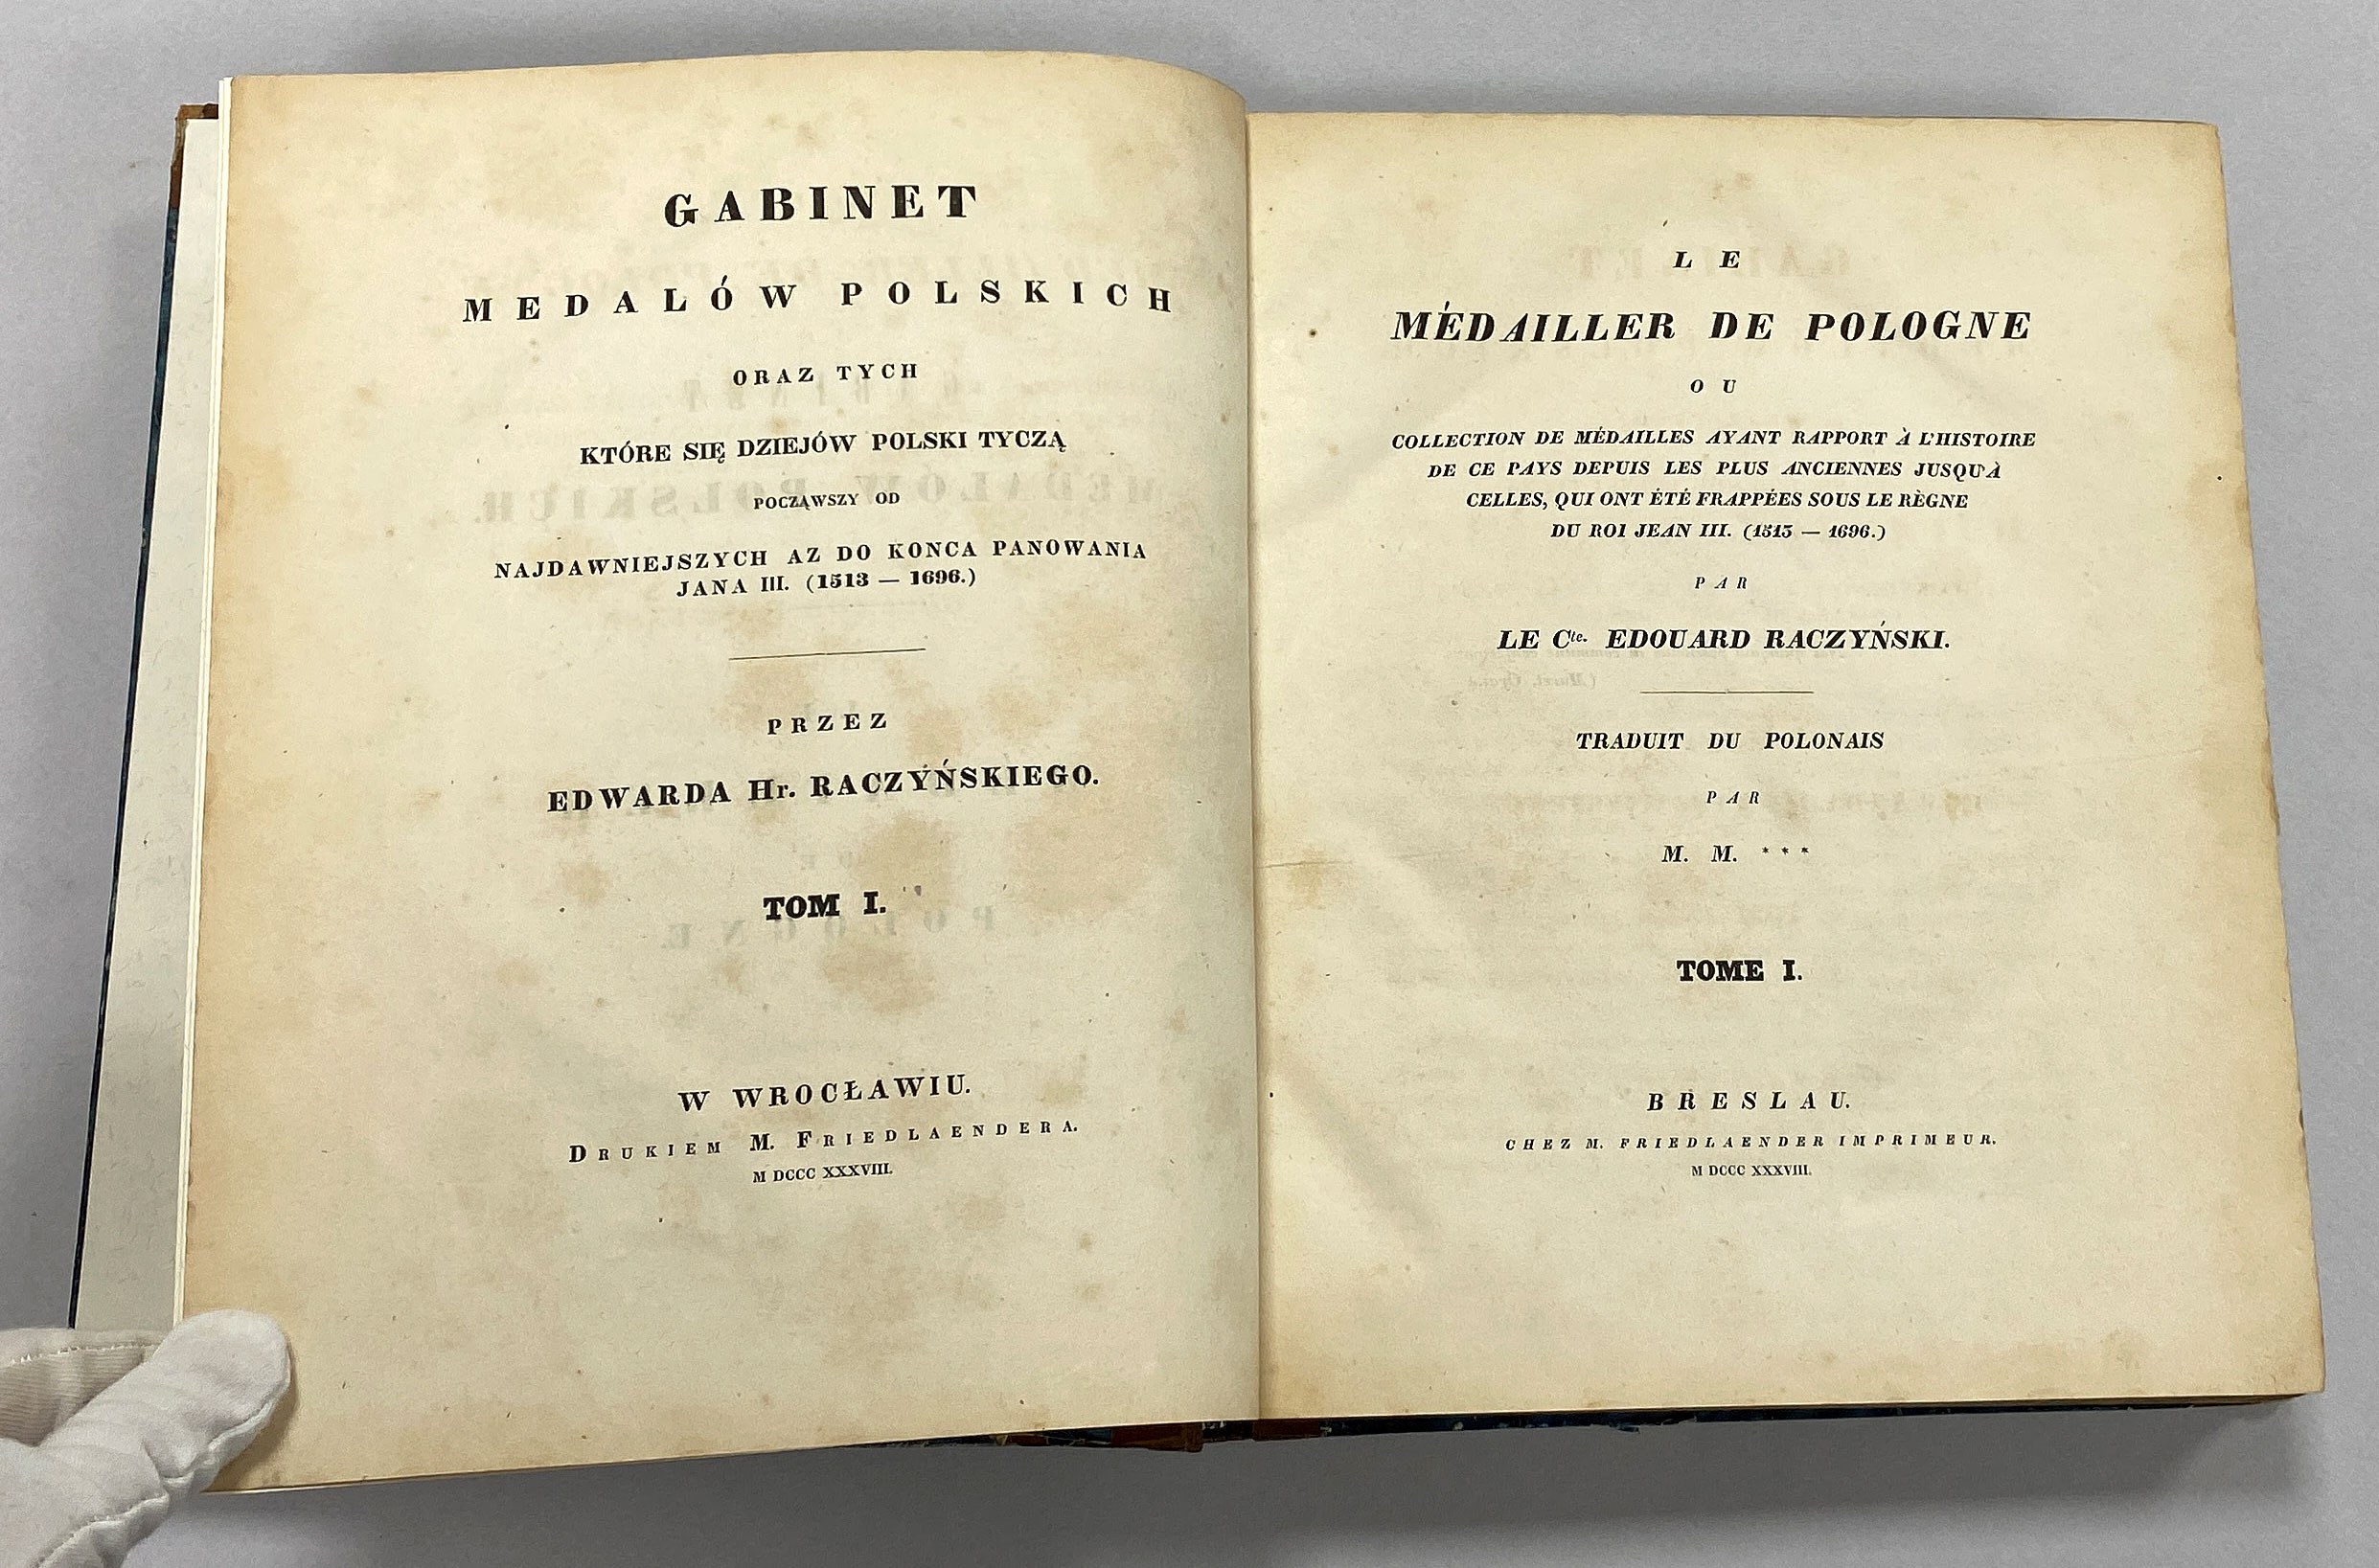 GABINET
MEDALÓW POLSKICH
ORAZ TYCH
KTÓRE SIĘ DZIEJÓW POLSKI TYCZĄ
POCZĄWSZY OD
NAJDAWNIEJSZYCH AZ DO KONCA PANOWANIA
JANA III. (1513 — 1696.)
PRZEZ
EDWARDA Hr. RACZYŃSKIEGO.
TOM I.
W WROCŁAWIU.
DRUKIEM M. FRIEDLAENDERA.
M DCCC XXXVIII.
LE
MÉDAILLER DE POLOGNE
OU
COLLECTION DE MÉDAILLES AYANT RAPPORT À L'HISTOIRE
DE CE PAYS DEPUIS LES PLUS ANCIENNES JUSQU'À
CELLES, QUI ONT ÉTÉ FRAPPÉES SOUS LE RÈGNE
DU ROI JEAN III. (1513 — 1696.)
PAR
LE Cte. EDOUARD RACZYŃSKI.
TRADUIT DU POLONAIS
PAR
M. M. * * *
TOME I.
BRESLAU.
CHEZ M. FRIEDLAENDER IMPRIMEUR.
M DCCC XXXVIII.